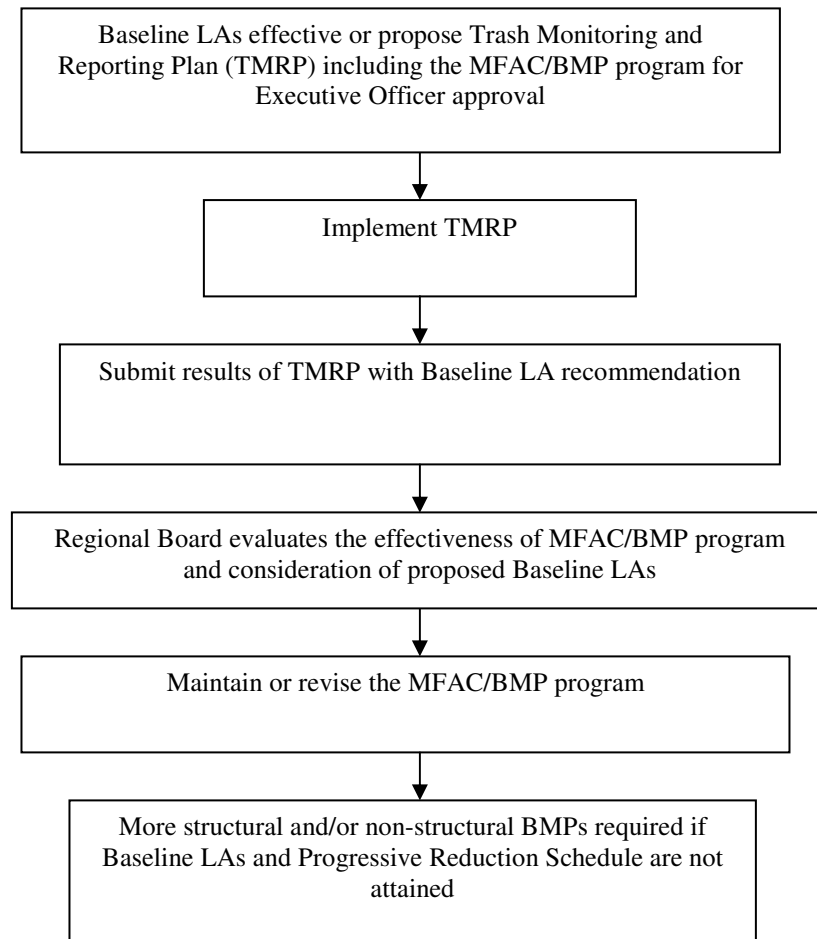 Baseline LAs effective or propose Trash Monitoring and
Reporting Plan (TMRP) including the MFAC/BMP program for
Executive Officer approval
Implement TMRP
Submit results of TMRP with Baseline LA recommendation
Regional Board evaluates the effectiveness of MFAC/BMP program
and consideration of proposed Baseline LAs
Maintain or revise the MFAC/BMP program
More structural and/or non-structural BMPs required if
Baseline LAs and Progressive Reduction Schedule are not
attained